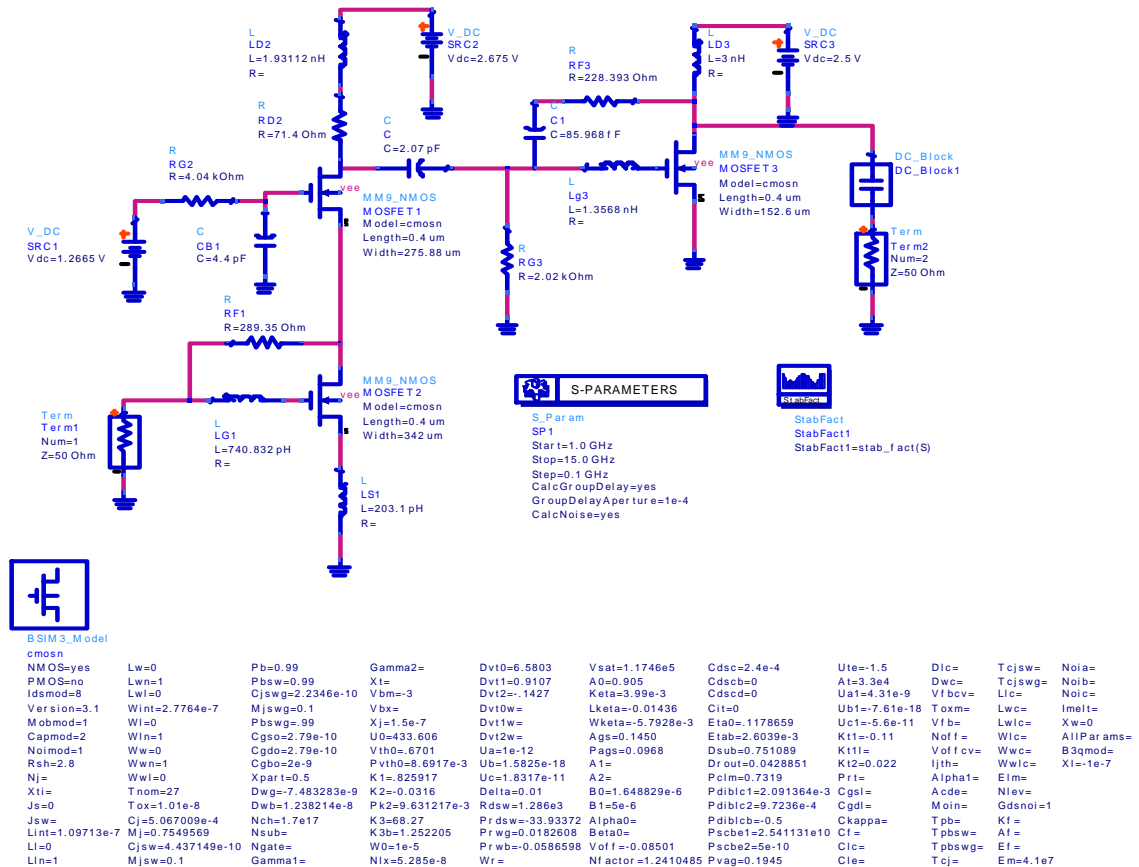 L
LD2
L=1.93112 nH
R=
V_DC
SRC2
Vdc=2.675 V
R
RD2
R=71.4 Ohm
R
RG2
R=4.04 kOhm
C
C
C=2.07 pF
vee
MM9_NMOS
MOSFET1
Model=cmosn
Length=0.4 um
Width=275.88 um
V_DC
SRC1
Vdc=1.2665 V
C
CB1
C=4.4 pF
R
RF1
R=289.35 Ohm
vee
MM9_NMOS
MOSFET2
Model=cmosn
Length=0.4 um
Width=342 um
Term
Term1
Num=1
Z=50 Ohm
L
LG1
L=740.832 pH
R=
L
LS1
L=203.1 pH
R=
R
RF3
R=228.393 Ohm
C
C1
C=85.968 fF
L
LD3
L=3 nH
R=
V_DC
SRC3
Vdc=2.5 V
L
Lg3
L=1.3568 nH
R=
vee
MM9_NMOS
MOSFET3
Model=cmosn
Length=0.4 um
Width=152.6 um
R
RG3
R=2.02 kOhm
DC_Block
DC_Block1
Term
Term2
Num=2
Z=50 Ohm
S-PARAMETERS
S_Param
SP1
Start=1.0 GHz
Stop=15.0 GHz
Step=0.1 GHz
CalcGroupDelay=yes
GroupDelayAperture=1e-4
CalcNoise=yes
StabFact
StabFact
StabFact1
StabFact1=stab_fact(S)
BSIM3_Model
cmosn
NMOS=yes Lw=0 Pb=0.99 Gamma2= Dvt0=6.5803 Vsat=1.1746e5 Cdsc=2.4e-4 Ute=-1.5 Dlc= Tcjsw= Noia=
PMOS=no Lwn=1 Pbsw=0.99 Xt= Dvt1=0.9107 A0=0.905 Cdscb=0 At=3.3e4 Dwc= Tcjswg= Noib=
Idsmod=8 Lwl=0 Cjswg=2.2346e-10 Vbm=-3 Dvt2=-.1427 Keta=3.99e-3 Cdscd=0 Ua1=4.31e-9 Vfbcv= Llc= Noic=
Version=3.1 Wint=2.7764e-7 Mjswg=0.1 Vbx= Dvt0w= Lketa=-0.01436 Cit=0 Ub1=-7.61e-18 Toxm= Lwc= Imelt=
Mobmod=1 Wl=0 Pbswg=.99 Xj=1.5e-7 Dvt1w= Wketa=-5.7928e-3 Eta0=.1178659 Uc1=-5.6e-11 Vfb= Lwlc= Xw=0
Capmod=2 Wln=1 Cgso=2.79e-10 U0=433.606 Dvt2w= Ags=0.1450 Etab=2.6039e-3 Kt1=-0.11 Noff= Wlc= AllParams=
Noimod=1 Ww=0 Cgdo=2.79e-10 Vth0=.6701 Ua=1e-12 Pags=0.0968 Dsub=0.751089 Kt1l= Voffcv= Wwc= B3qmod=
Rsh=2.8 Wwn=1 Cgbo=2e-9 Pvth0=8.6917e-3 Ub=1.5825e-18 A1= Drout=0.0428851 Kt2=0.022 Ijth= Wwlc= Xl=-1e-7
Nj= Wwl=0 Xpart=0.5 K1=.825917 Uc=1.8317e-11 A2= Pclm=0.7319 Prt= Alpha1= Elm=
Xti= Tnom=27 Dwg=-7.483283e-9 K2=-0.0316 Delta=0.01 B0=1.648829e-6 Pdiblc1=2.091364e-3 Cgsl= Acde= Nlev=
Js=0 Tox=1.01e-8 Dwb=1.238214e-8 Pk2=9.631217e-3 Rdsw=1.286e3 B1=5e-6 Pdiblc2=9.7236e-4 Cgdl= Moin= Gdsnoi=1
Jsw= Cj=5.067009e-4 Nch=1.7e17 K3=68.27 Prdsw=-33.93372 Alpha0= Pdiblcb=-0.5 Ckappa= Tpb= Kf=
Lint=1.09713e-7 Mj=0.7549569 Nsub= K3b=1.252205 Prwg=0.0182608 Beta0= Pscbe1=2.541131e10 Cf= Tpbsw= Af=
Ll=0 Cjsw=4.437149e-10 Ngate= W0=1e-5 Prwb=-0.0586598 Voff=-0.08501 Pscbe2=5e-10 Clc= Tpbswg= Ef=
Lln=1 Mjsw=0.1 Gamma1= Nlx=5.285e-8 Wr= Nfactor=1.2410485 Pvag=0.1945 Cle= Tcj= Em=4.1e7